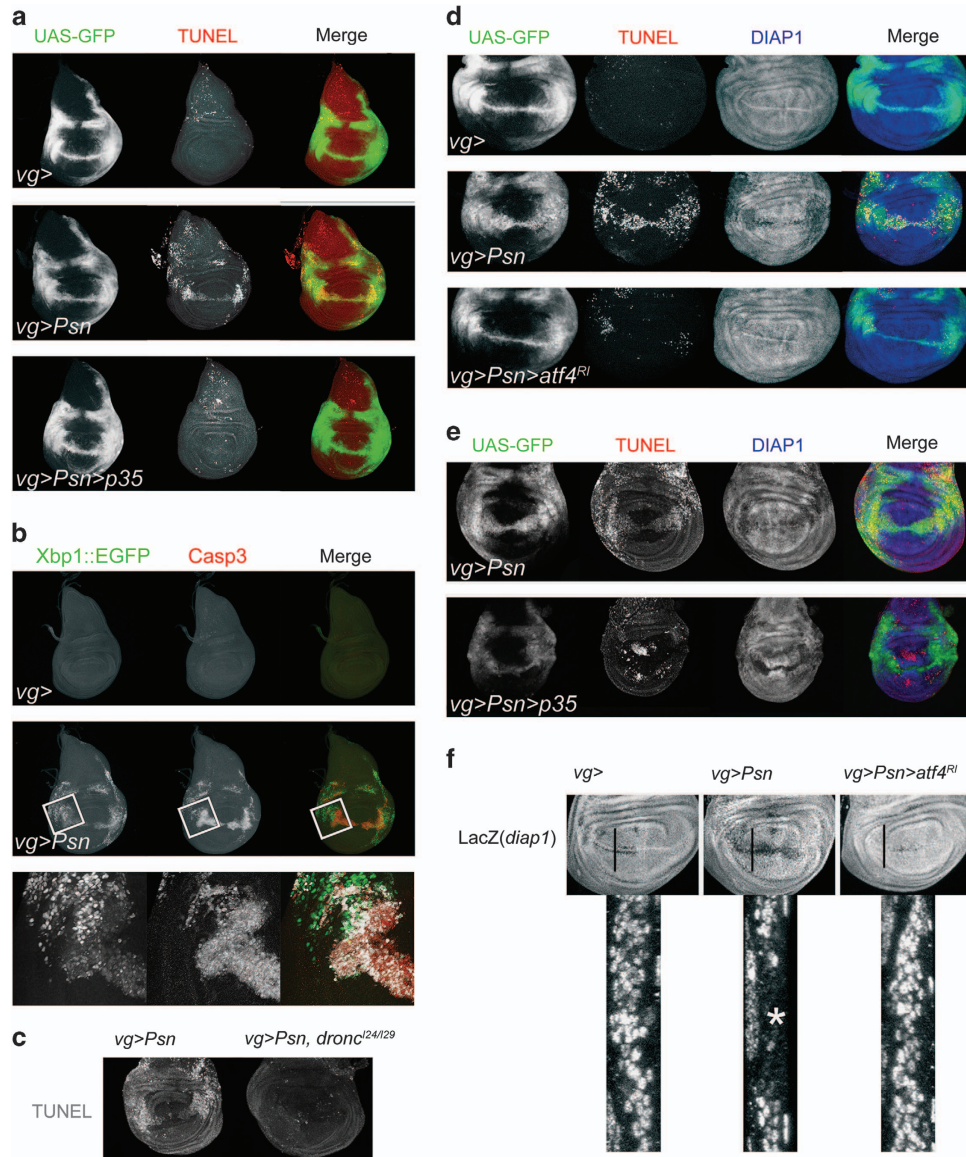 a
UAS-GFP TUNEL Merge
vg>
vg>Psn
vg>Psn>p35
b
Xbp1::EGFP Casp3 Merge
vg>
vg>Psn
c
vg>Psn vg>Psn, dronc^I24/I29
TUNEL
d
UAS-GFP TUNEL DIAP1 Merge
vg>
vg>Psn
vg>Psn>atf4^RI
e
UAS-GFP TUNEL DIAP1 Merge
vg>Psn
vg>Psn>p35
f
vg> vg>Psn vg>Psn>atf4^RI
LacZ(diap1)
*